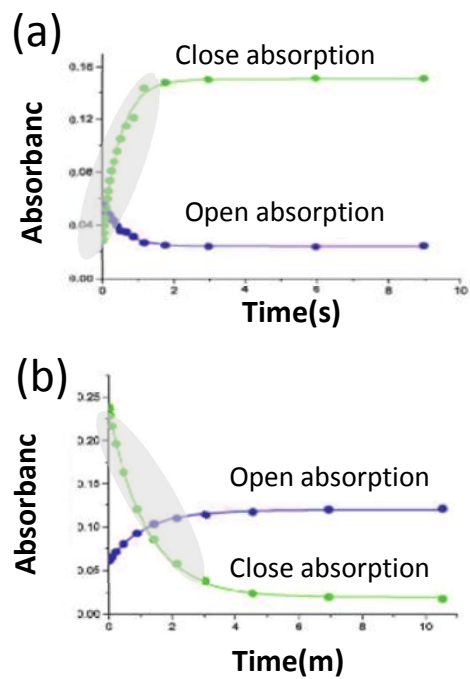 (a)
Close absorption
0.16
0.12
0.08
0.04
0.00
Absorbanc
Open absorption
0 2 4 6 8 10
Time(s)
(b)
0.25
0.20
0.15
0.10
0.05
0.00
Absorbanc
Open absorption
Close absorption
0 2 4 6 8 10
Time(m)